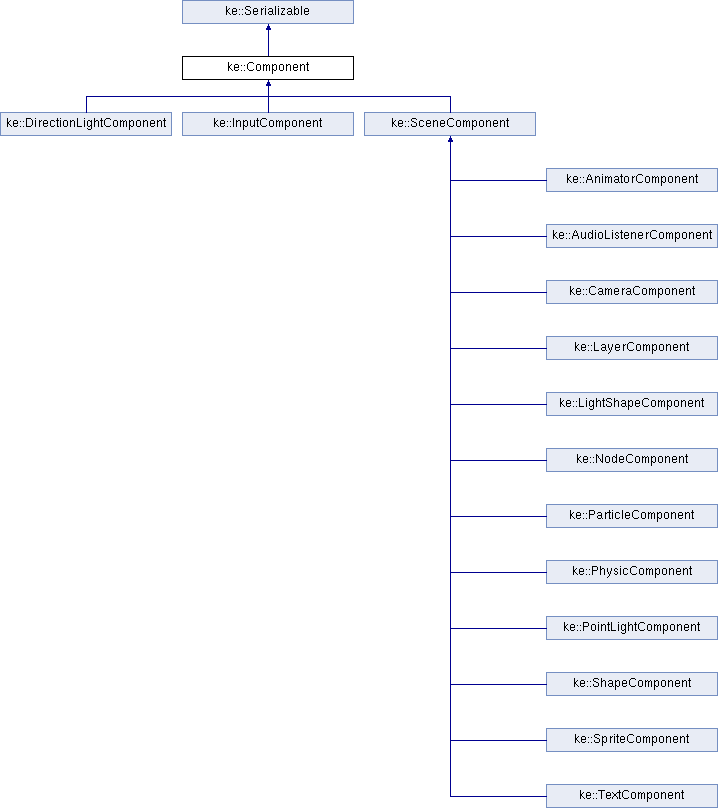 ke::Serializable
ke::Component
ke::DirectionLightComponent
ke::InputComponent
ke::SceneComponent
ke::AnimatorComponent
ke::AudioListenerComponent
ke::CameraComponent
ke::LayerComponent
ke::LightShapeComponent
ke::NodeComponent
ke::ParticleComponent
ke::PhysicComponent
ke::PointLightComponent
ke::ShapeComponent
ke::SpriteComponent
ke::TextComponent